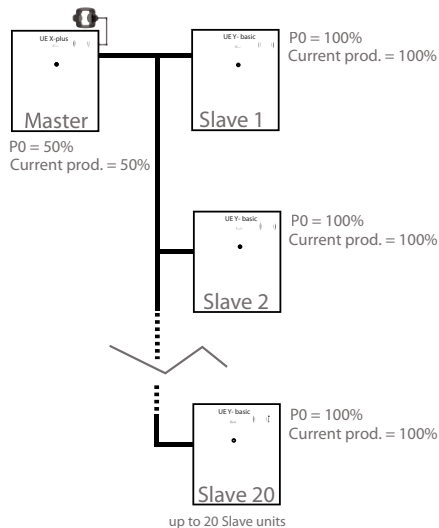 UE X-plus
Master
P0 = 50%
Current prod. = 50%
UE Y- basic
Slave 1
P0 = 100%
Current prod. = 100%
UE Y- basic
Slave 2
P0 = 100%
Current prod. = 100%
UE Y- basic
Slave 20
P0 = 100%
Current prod. = 100%
up to 20 Slave units